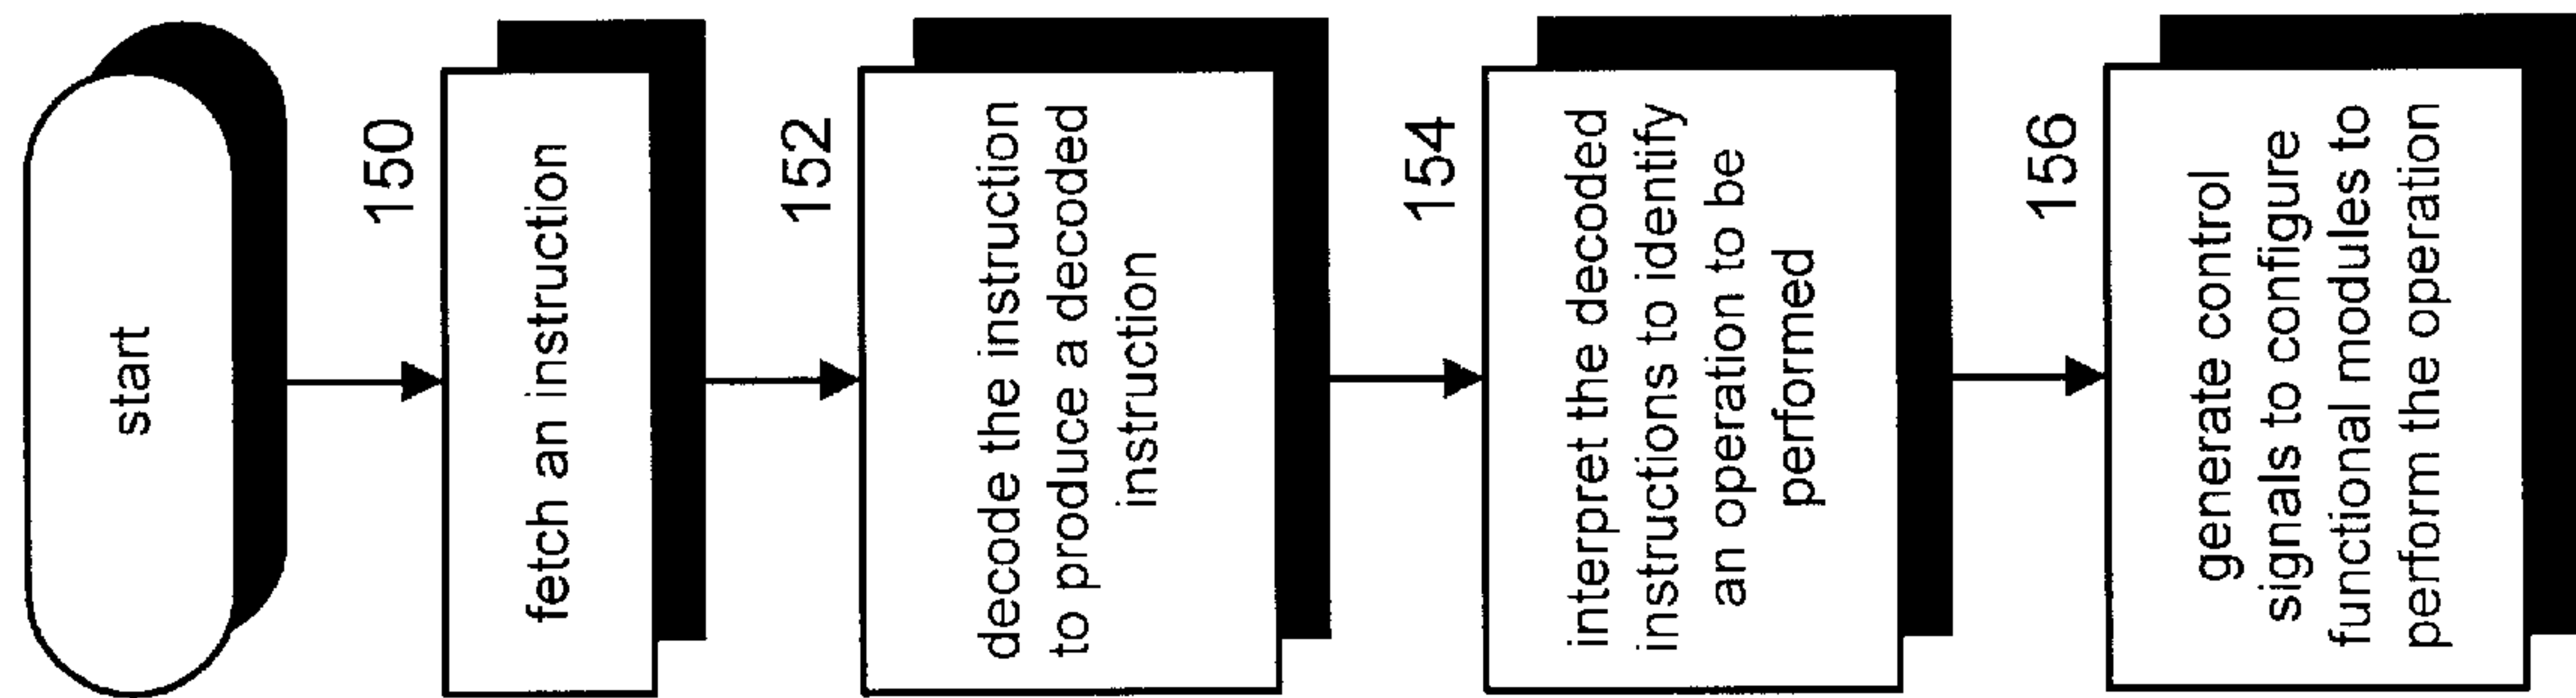 start
150
fetch an instruction
152
decode the instruction
to produce a decoded
instruction
154
interpret the decoded
instructions to identify
an operation to be
performed
156
generate control
signals to configure
functional modules to
perform the operation